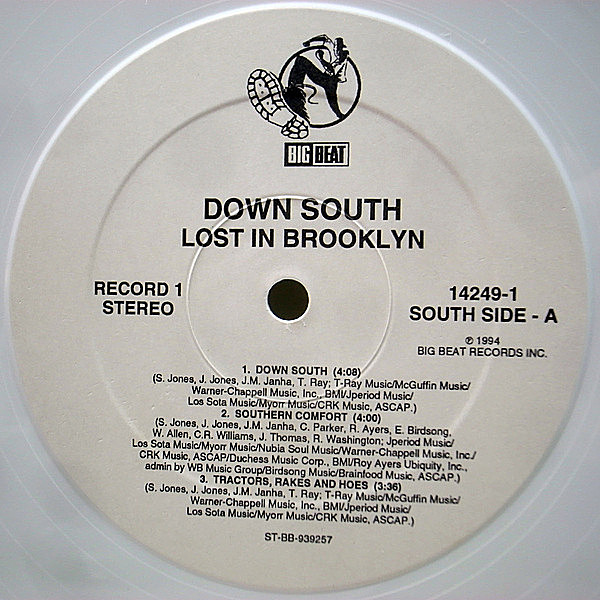 BIG BEAT
DOWN SOUTH
LOST IN BROOKLYN
RECORD 1
STEREO
14249-1
SOUTH SIDE - A
℗ 1994
BIG BEAT RECORDS INC.
1. DOWN SOUTH (4:08)
(S. Jones, J. Jones, J.M. Janha, T. Ray; T-Ray Music/McGuffin Music/
Warner-Chappell Music, Inc., BMI/Jperiod Music/
Los Sota Music/Myorr Music/CRK Music, ASCAP.)
2. SOUTHERN COMFORT (4:00)
(S. Jones, J. Jones, J.M. Janha, C. Parker, R. Ayers, E. Birdsong,
W. Allen, C.R. Williams, J. Thomas, R. Washington; Jperiod Music/
Los Sota Music/Myorr Music/Nubia Soul Music/Warner-Chappell Music, Inc./
CRK Music, ASCAP/Duchess Music Corp., BMI/Roy Ayers Ubiquity, Inc.,
admin by WB Music Group/Birdsong Music/Brainfood Music, ASCAP.)
3. TRACTORS, RAKES AND HOES (3:36)
(S. Jones, J. Jones, J.M. Janha, T. Ray; T-Ray Music/McGuffin Music/
Warner-Chappell Music, Inc., BMI/Jperiod Music/
Los Sota Music/Myorr Music/CRK Music, ASCAP.)
ST-BB-939257